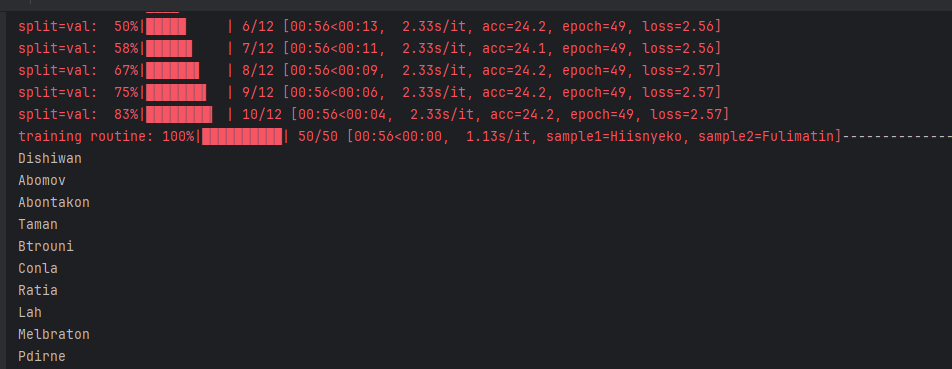 split=val:  50%|█████     | 6/12 [00:56<00:13,  2.33s/it, acc=24.2, epoch=49, loss=2.56]
split=val:  58%|█████▊    | 7/12 [00:56<00:11,  2.33s/it, acc=24.1, epoch=49, loss=2.56]
split=val:  67%|██████▋   | 8/12 [00:56<00:09,  2.33s/it, acc=24.2, epoch=49, loss=2.57]
split=val:  75%|███████▌  | 9/12 [00:56<00:06,  2.33s/it, acc=24.2, epoch=49, loss=2.57]
split=val:  83%|████████▎ | 10/12 [00:56<00:04,  2.33s/it, acc=24.2, epoch=49, loss=2.57]
training routine: 100%|██████████| 50/50 [00:56<00:00,  1.13s/it, sample1=Hiisnyeko, sample2=Fulimatin]---------------
Dishiwan
Abomov
Abontakon
Taman
Btrouni
Conla
Ratia
Lah
Melbraton
Pdirne